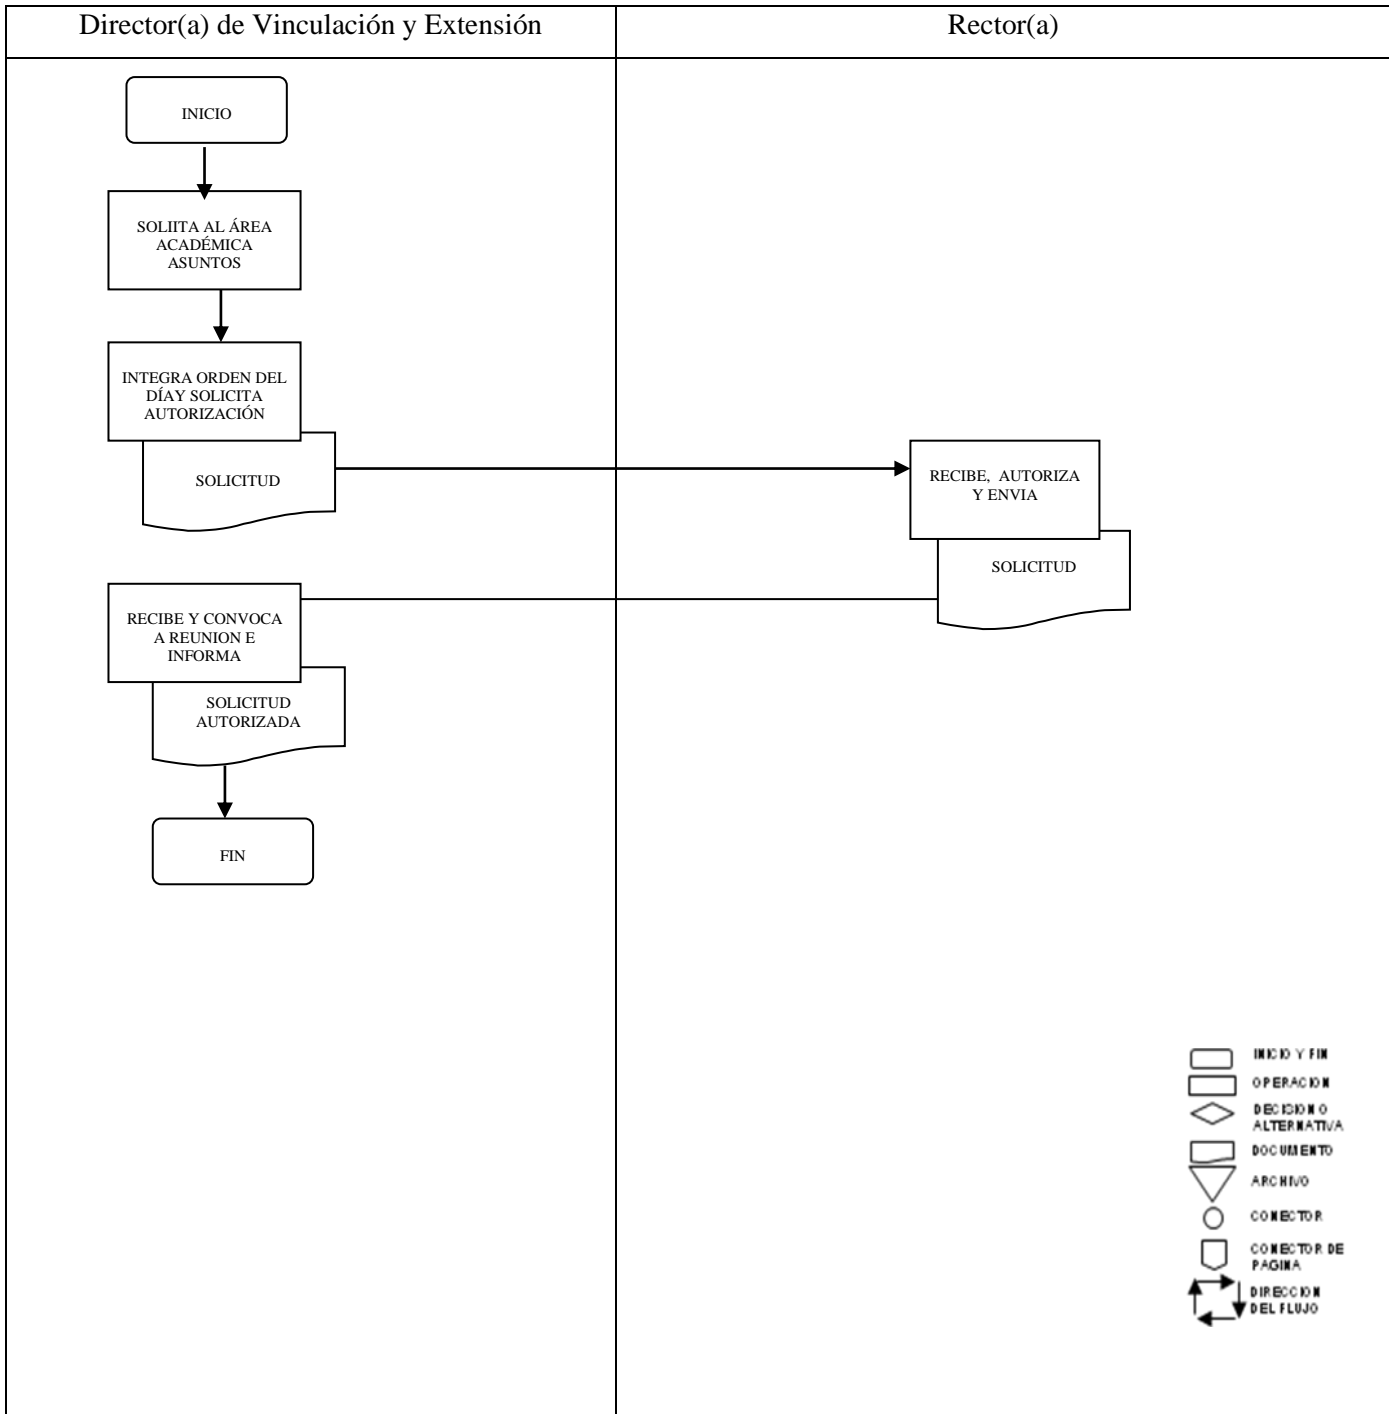 Director(a) de Vinculación y Extensión
Rector(a)
INICIO
SOLIITA AL ÁREA
ACADÉMICA
ASUNTOS
INTEGRA ORDEN DEL
DÍAY SOLICITA
AUTORIZACIÓN
SOLICITUD
RECIBE, AUTORIZA
Y ENVIA
SOLICITUD
RECIBE Y CONVOCA
A REUNION E
INFORMA
SOLICITUD
AUTORIZADA
FIN
INICIO Y FIN
OPERACION
DECISION O
ALTERNATIVA
DOCUMENTO
ARCHIVO
CONECTOR
CONECTOR DE
PAGINA
DIRECCION
DEL FLUJO